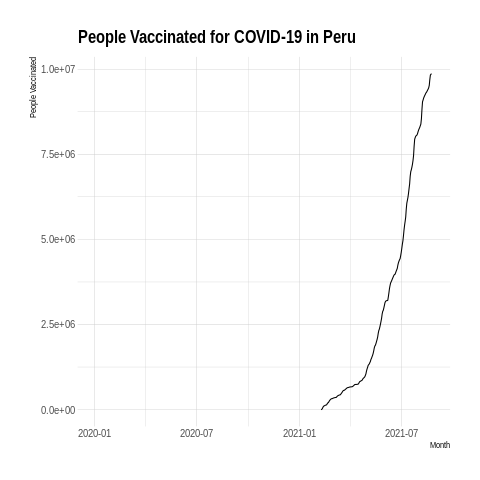 People Vaccinated for COVID-19 in Peru
People Vaccinated
1.0e+07
7.5e+06
5.0e+06
2.5e+06
0.0e+00
2020-01
2020-07
2021-01
2021-07
Month